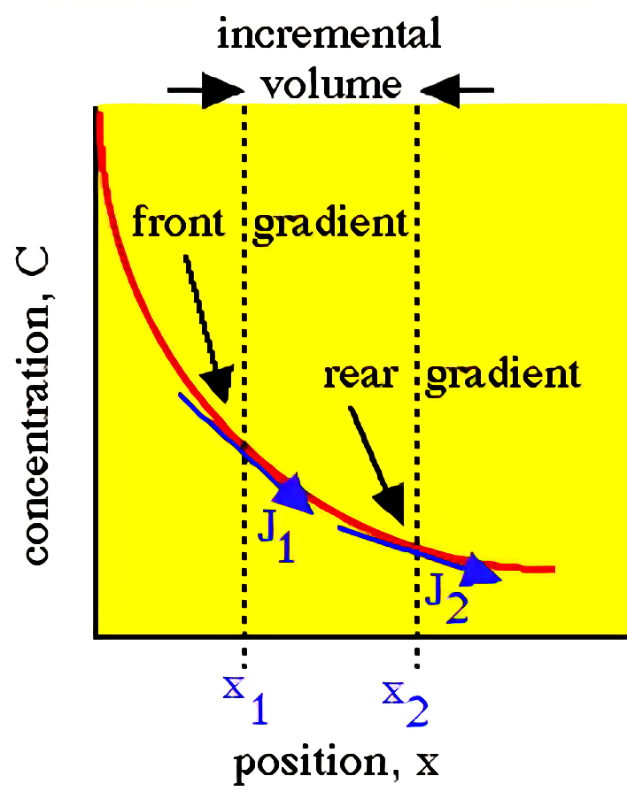 incremental
volume
front gradient
rear gradient
concentration, C
J1
J2
x1
x2
position, x